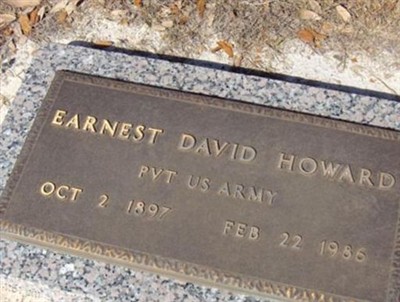 EARNEST DAVID HOWARD
PVT US ARMY
OCT 2 1897 FEB 22 1986